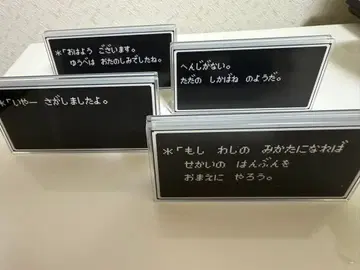 ＊「おはよう ございます。
ゆうべは おたのしみでしたね。
へんじがない。
ただの しかばね のようだ。
＊「いやー さがしましたよ。
＊「もし わしの みかたになれば
せかいの はんぶんを
おまえに やろう。